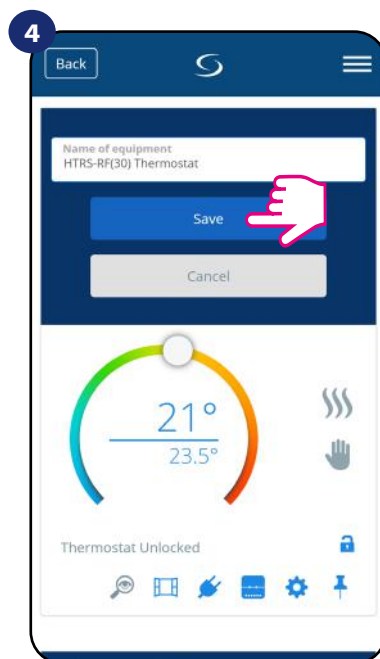 4
Back
Name of equipment
HTRS-RF(30) Thermostat
Save
Cancel
21°
23.5°
Thermostat Unlocked